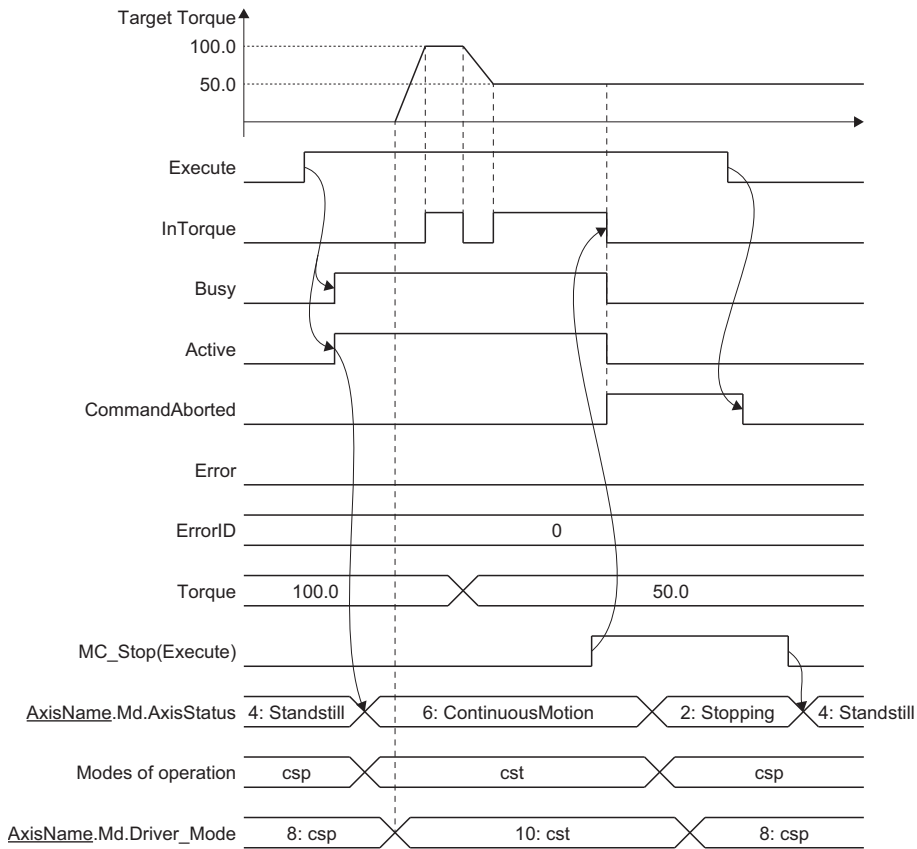 Target Torque
100.0
50.0
Execute
InTorque
Busy
Active
CommandAborted
Error
ErrorID 0
Torque 100.0 50.0
MC_Stop(Execute)
AxisName.Md.AxisStatus 4: Standstill 6: ContinuousMotion 2: Stopping 4: Standstill
Modes of operation csp cst csp
AxisName.Md.Driver_Mode 8: csp 10: cst 8: csp